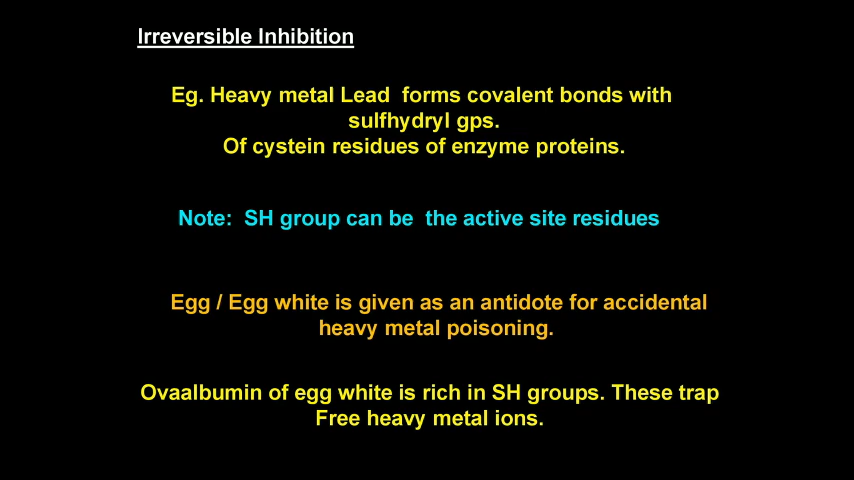 Irreversible Inhibition
Eg. Heavy metal Lead  forms covalent bonds with
sulfhydryl gps.
Of cystein residues of enzyme proteins.
Note:  SH group can be  the active site residues
Egg / Egg white is given as an antidote for accidental
heavy metal poisoning.
Ovaalbumin of egg white is rich in SH groups. These trap
Free heavy metal ions.